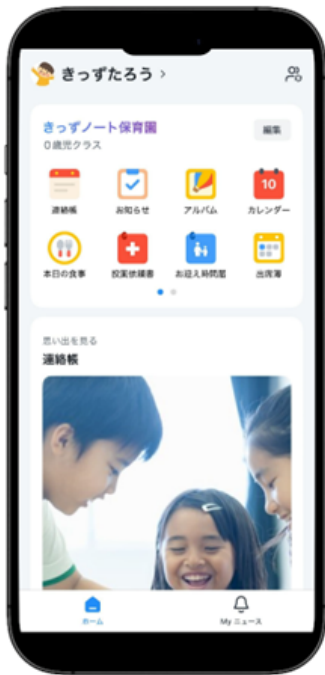 きっずたろう
きっずノート保育園
編集
0歳児クラス
連絡帳
お知らせ
アルバム
10
カレンダー
本日の食事
投薬依頼書
お迎え時間届
出席簿
思い出を見る
連絡帳
ホーム
My ニュース